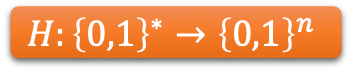 H: {0,1}* → {0,1}ⁿ